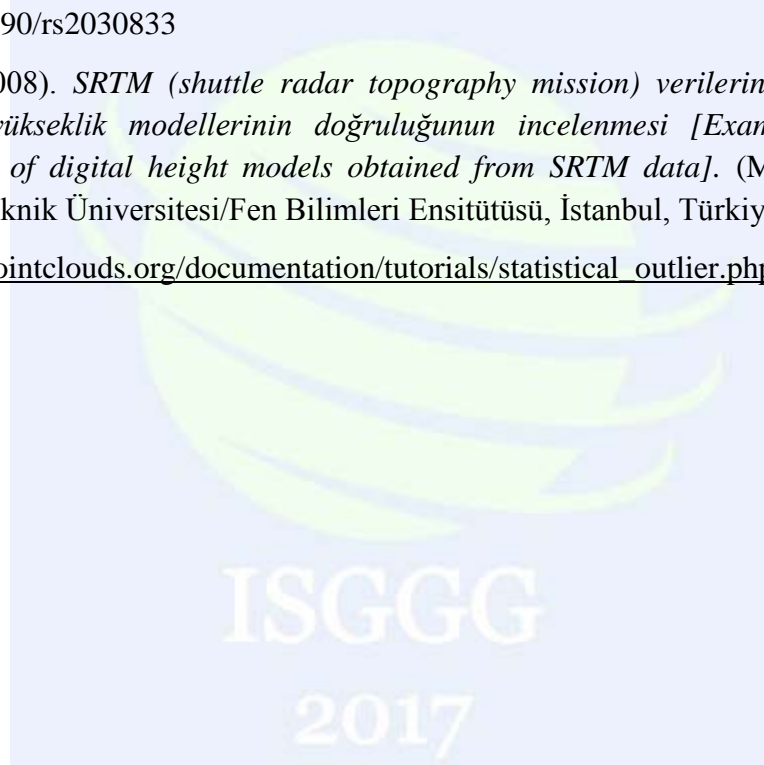 90/rs2030833
008). SRTM (shuttle radar topography mission) verilerin
yükseklik modellerinin doğruluğunun incelenmesi [Exam
of digital height models obtained from SRTM data]. (M
knik Üniversitesi/Fen Bilimleri Ensitütüsü, İstanbul, Türkiy
ointclouds.org/documentation/tutorials/statistical_outlier.php
ISGGG
2017